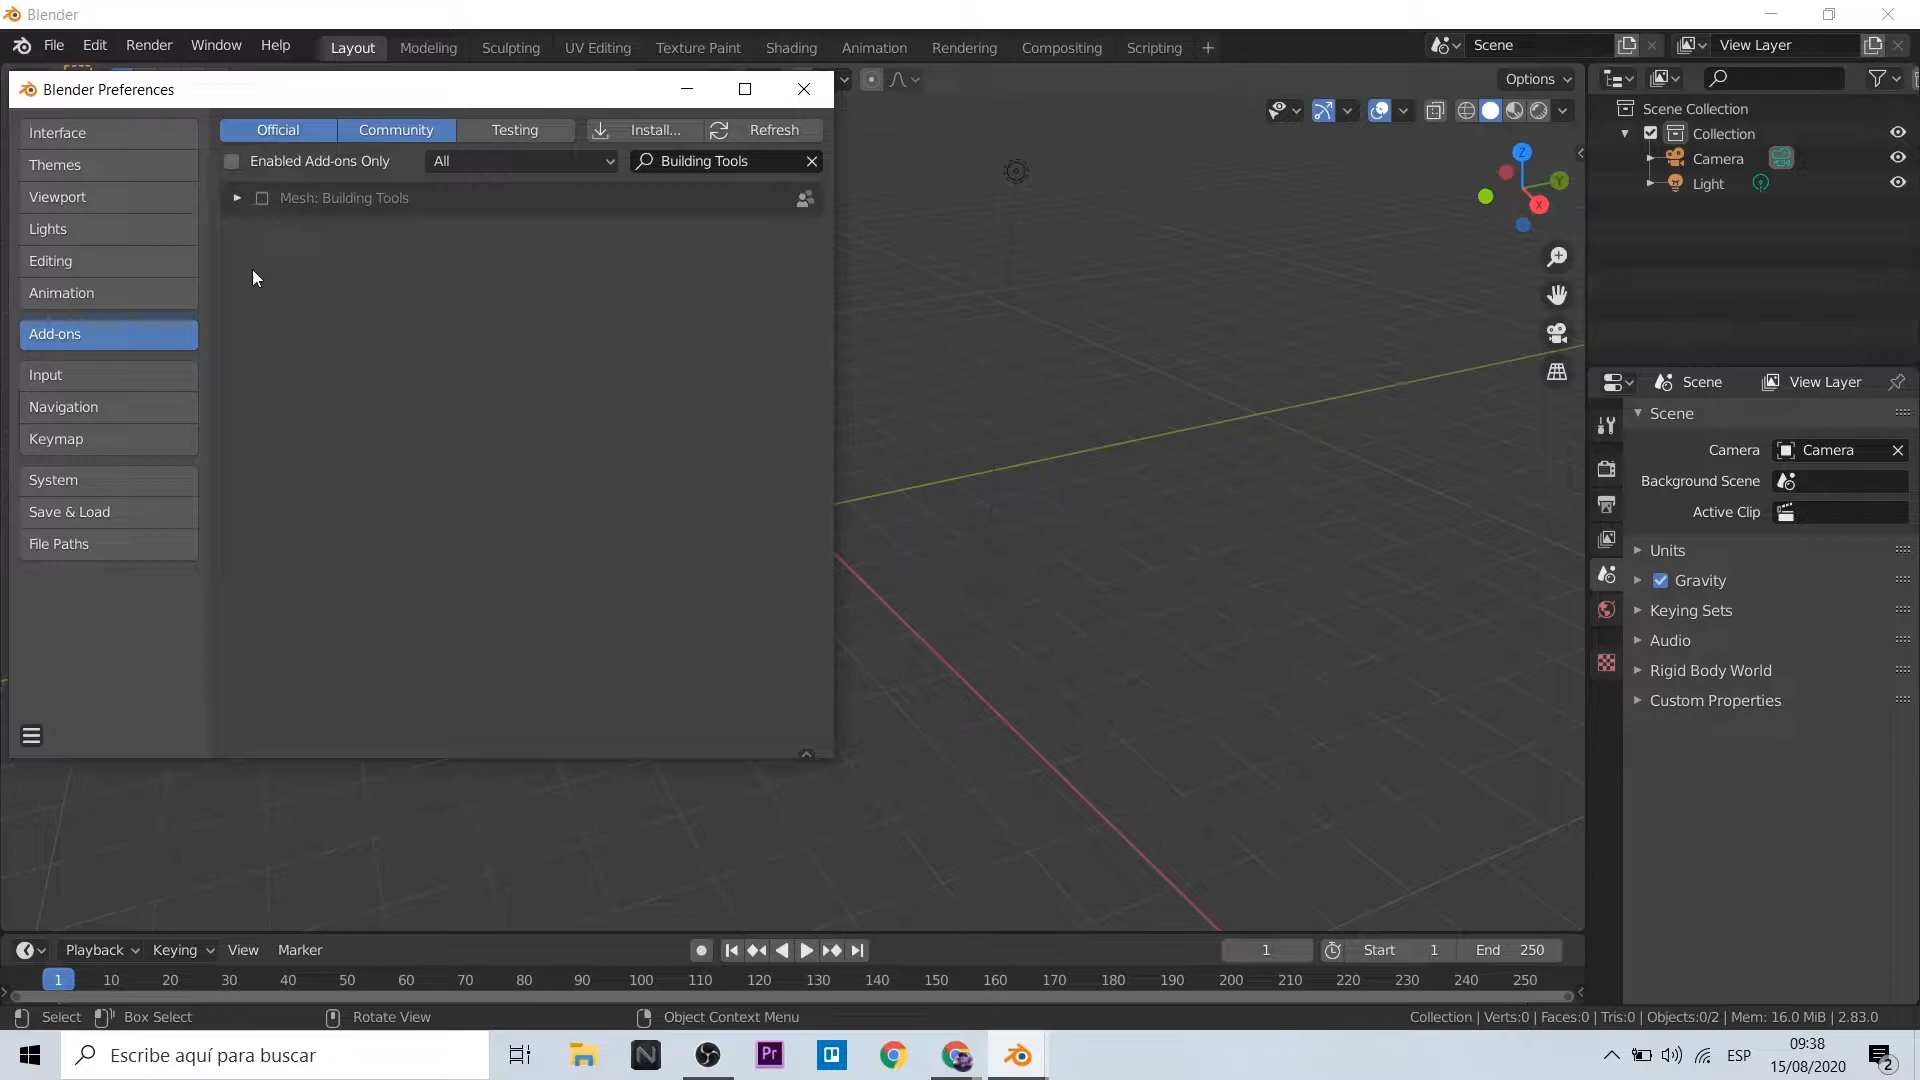 Blender
File Edit Render Window Help Layout Modeling Sculpting UV Editing Texture Paint Shading Animation Rendering Compositing Scripting + Scene View Layer
Blender Preferences
Options
Interface
Themes
Viewport
Lights
Editing
Animation
Add-ons
Input
Navigation
Keymap
System
Save & Load
File Paths
Official Community Testing Install... Refresh
Enabled Add-ons Only All Building Tools
Mesh: Building Tools
Z
Y
X
Scene Collection
Collection
Camera
Light
Scene View Layer
Scene
Camera Camera
Background Scene
Active Clip
Units
Gravity
Keying Sets
Audio
Rigid Body World
Custom Properties
Playback Keying View Marker 1 Start 1 End 250
1 10 20 30 40 50 60 70 80 90 100 110 120 130 140 150 160 170 180 190 200 210 220 230 240 250
Select Box Select Rotate View Object Context Menu Collection | Verts:0 | Faces:0 | Tris:0 | Objects:0/2 | Mem: 16.0 MiB | 2.83.0
Escribe aquí para buscar
N
Pr
ESP
09:38
15/08/2020
2